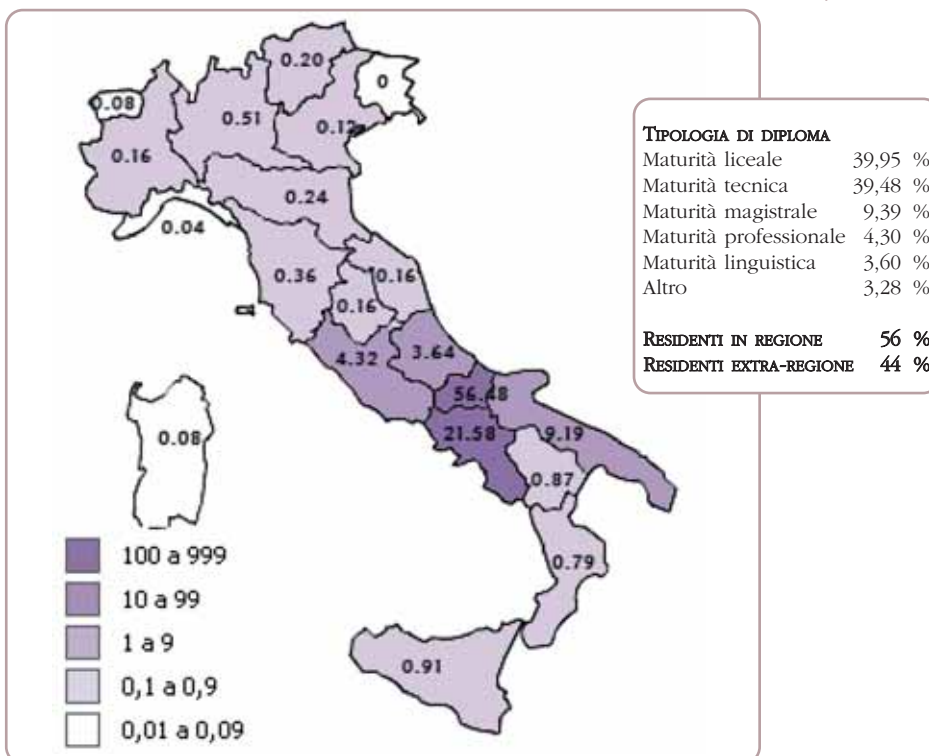 0.20
0
0.08
0.51
0.12
0.16
0.24
0.04
0.36
0.16
0.16
4.32
3.64
56.48
21.58
9.19
0.08
0.87
0.79
0.91
100 a 999
10 a 99
1 a 9
0,1 a 0,9
0,01 a 0,09
TIPOLOGIA DI DIPLOMA
Maturità liceale 39,95 %
Maturità tecnica 39,48 %
Maturità magistrale 9,39 %
Maturità professionale 4,30 %
Maturità linguistica 3,60 %
Altro 3,28 %
RESIDENTI IN REGIONE 56 %
RESIDENTI EXTRA-REGIONE 44 %